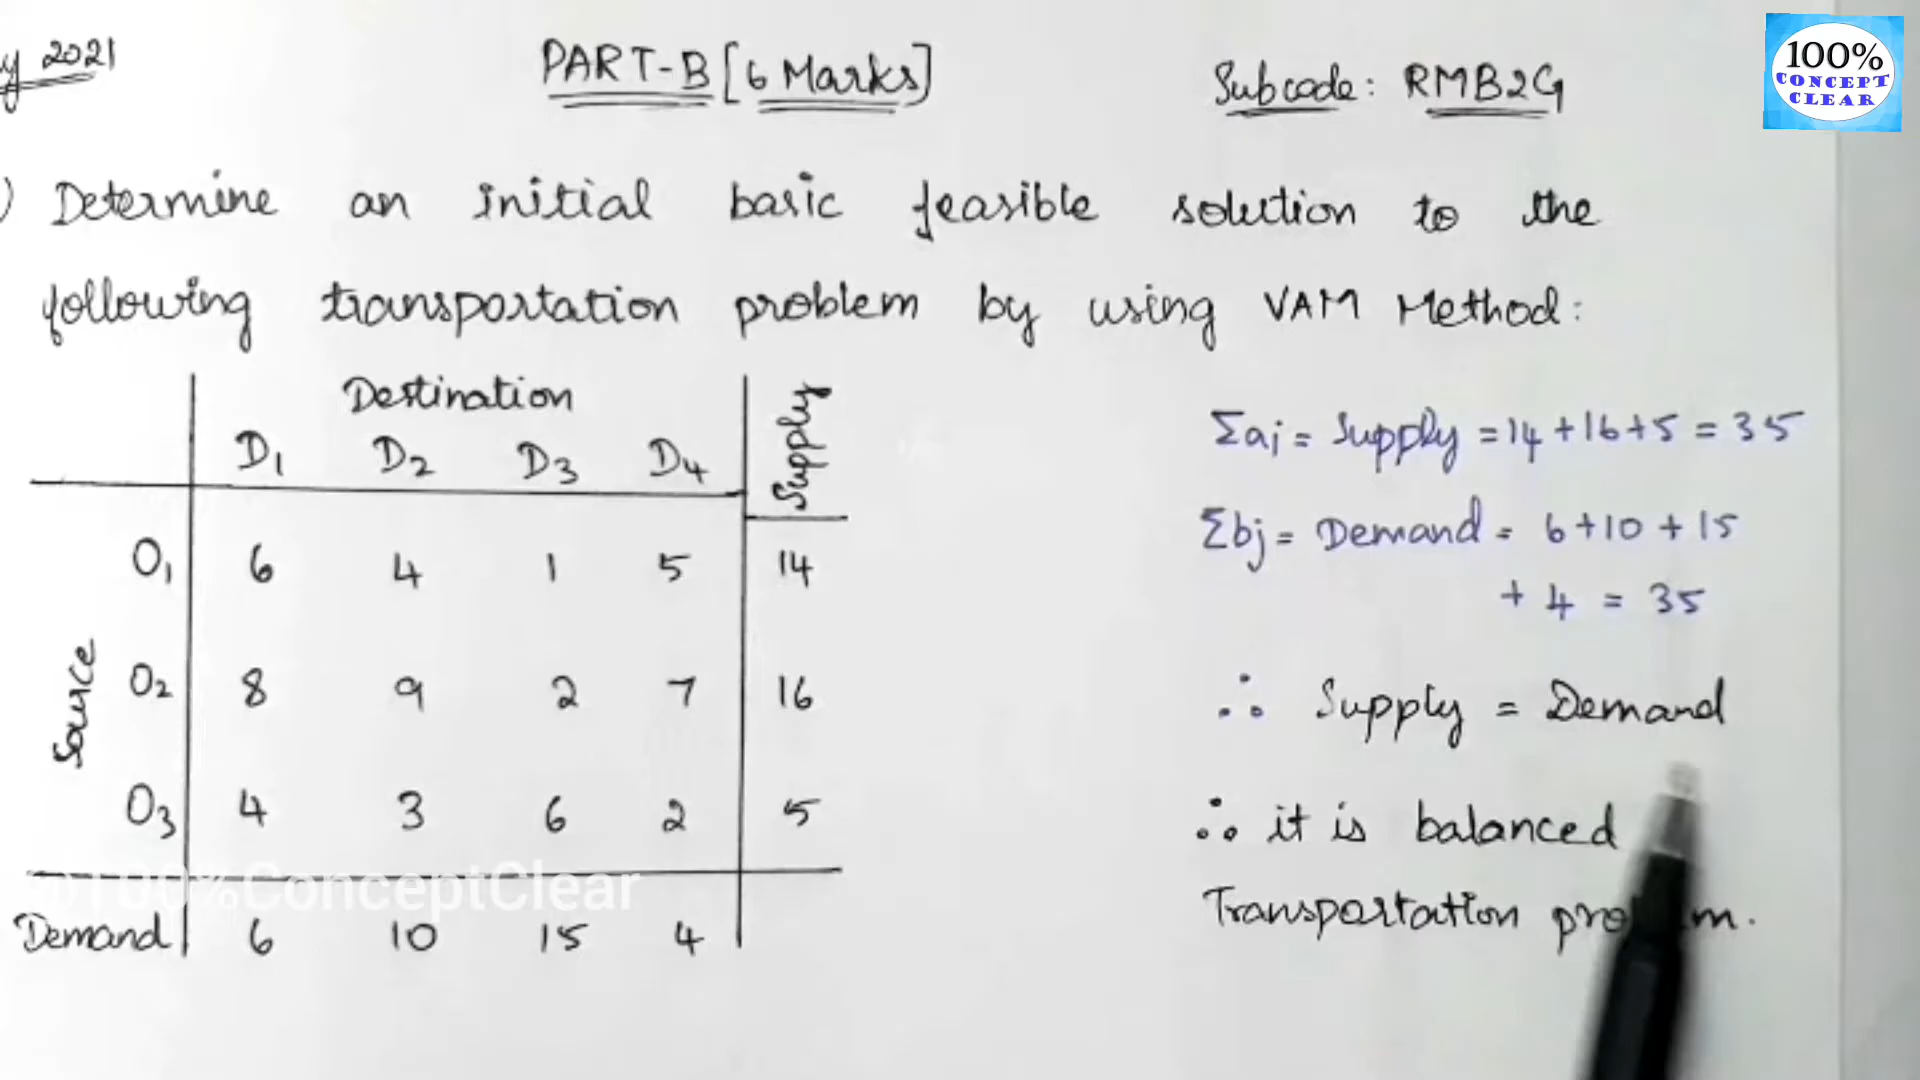 2021
PART-B [6 Marks]
Subcode: RMB2G
100%
CONCEPT
CLEAR
Determine an initial basic feasible solution to the
following transportation problem by using VAM Method:
Destination
Supply
D1 D2 D3 D4
Source
O1 6 4 1 5 14
O2 8 9 2 7 16
O3 4 3 6 2 5
Demand 6 10 15 4
100%ConceptClear
Σai = Supply = 14+16+5 = 35
Σbj = Demand = 6+10+15
+ 4 = 35
∴ Supply = Demand
∴ it is balanced
Transportation